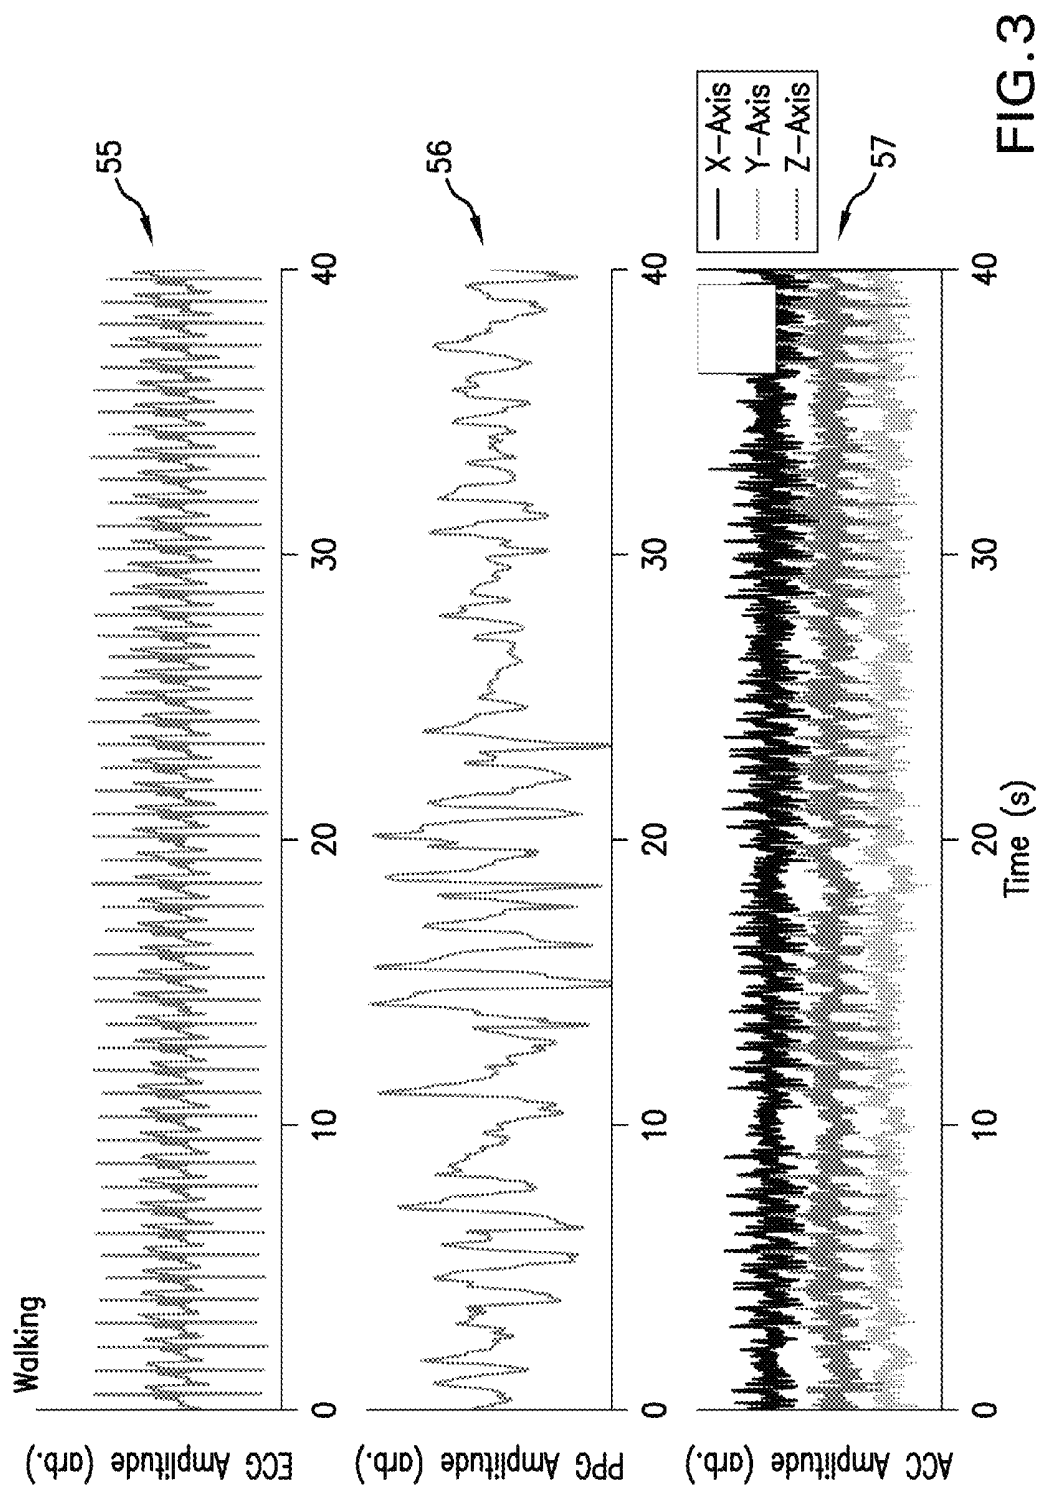 Walking
ECG Amplitude (arb.)
0 10 20 30 40
55
PPG Amplitude (arb.)
0 10 20 30 40
56
ACC Amplitude (arb.)
0 10 20 30 40
X-Axis
Y-Axis
Z-Axis
57
Time (s)
FIG.3